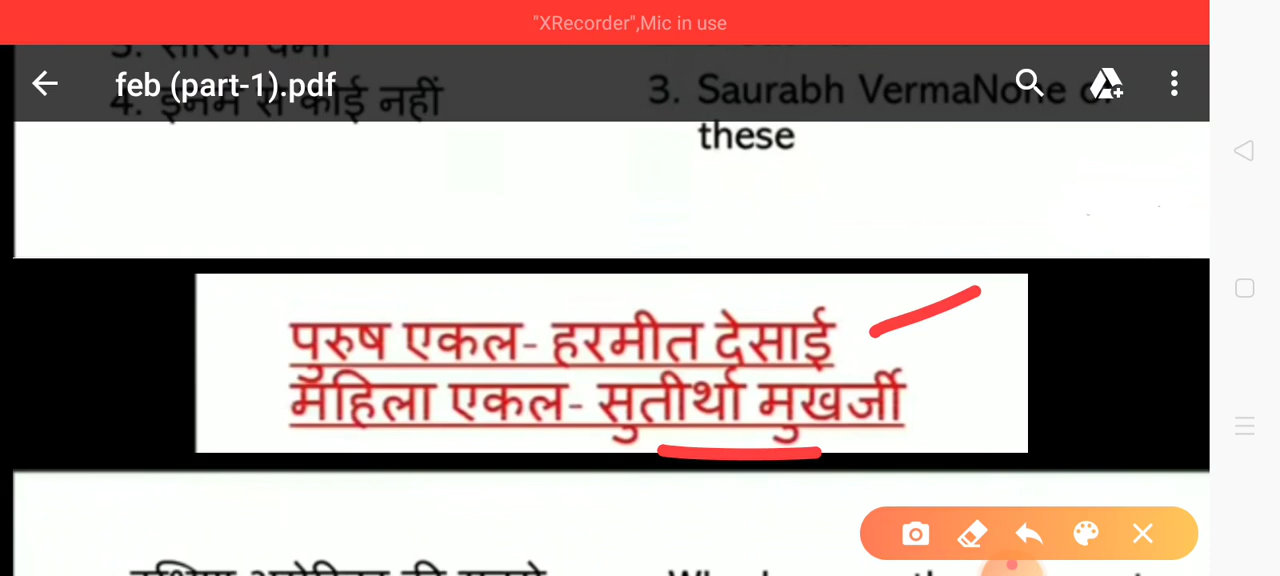 "XRecorder",Mic in use
feb (part-1).pdf
4. इनमें से कोई नहीं
3. Saurabh VermaNone
these
पुरुष एकल- हरमीत देसाई
महिला एकल- सुतीर्था मुखर्जी